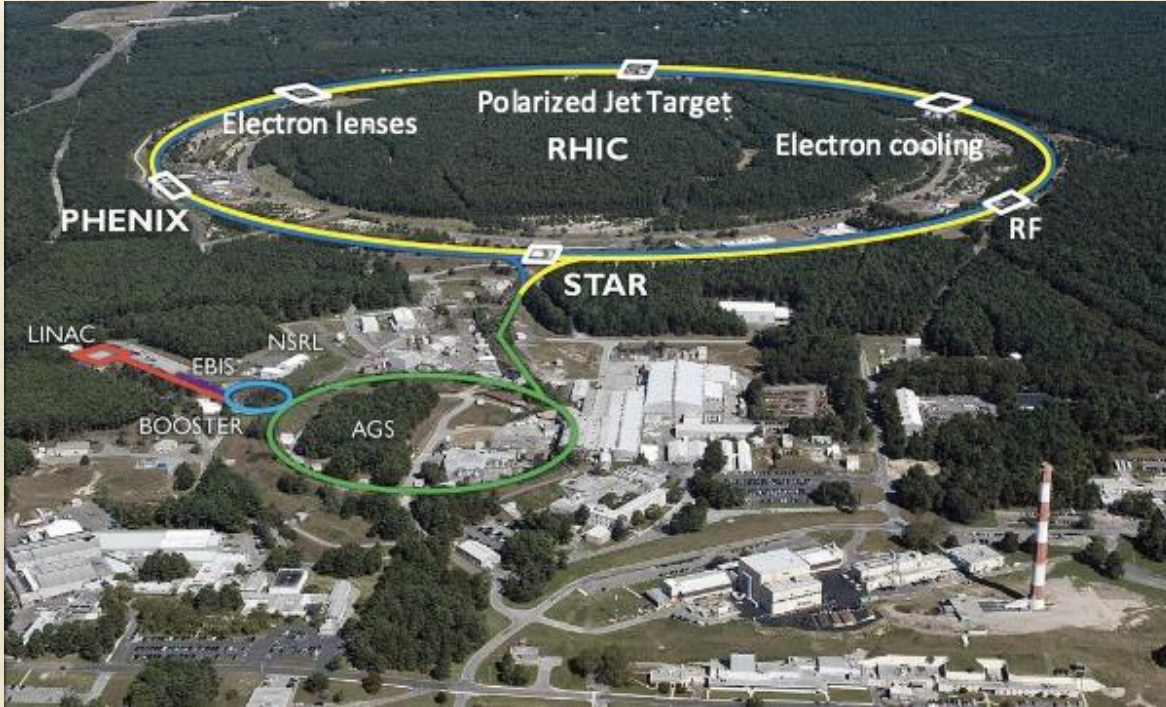 Polarized Jet Target
Electron lenses
RHIC
Electron cooling
PHENIX
RF
STAR
LINAC
EBIS
NSRL
BOOSTER
AGS